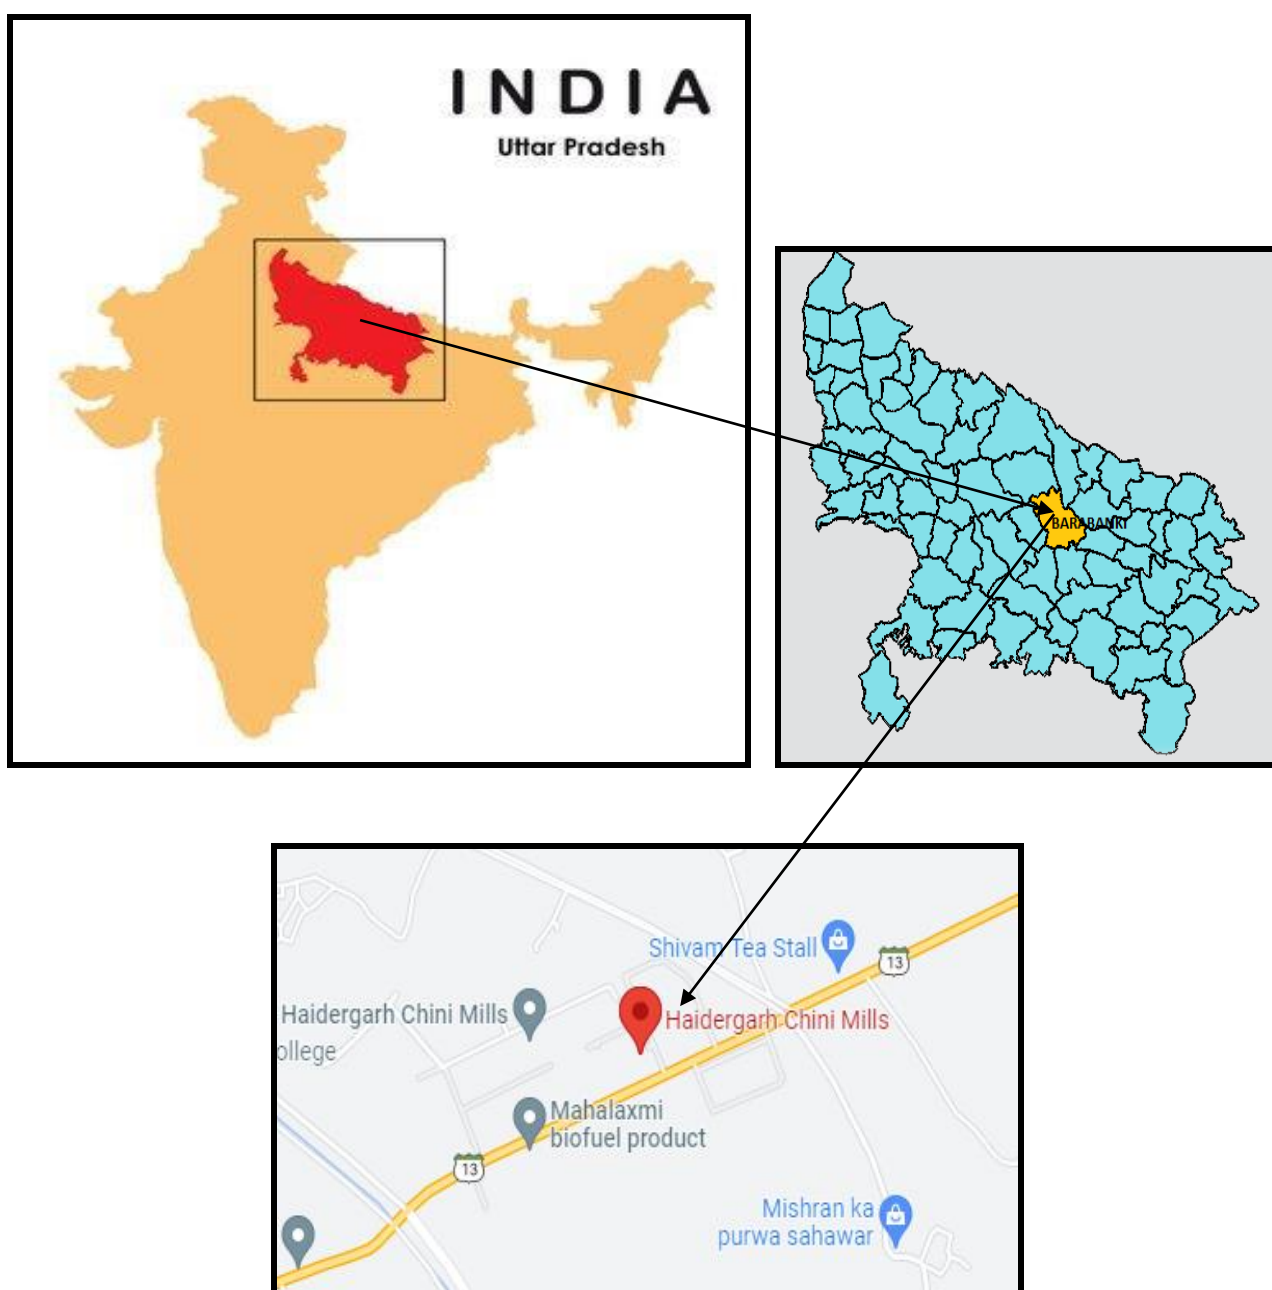 INDIA
Uttar Pradesh
BARABANKI
Shivam Tea Stall
13
Haidergarh Chini Mills
Haidergarh Chini Mills
ollege
Mahalaxmi
biofuel product
13
Mishran ka
purwa sahawar